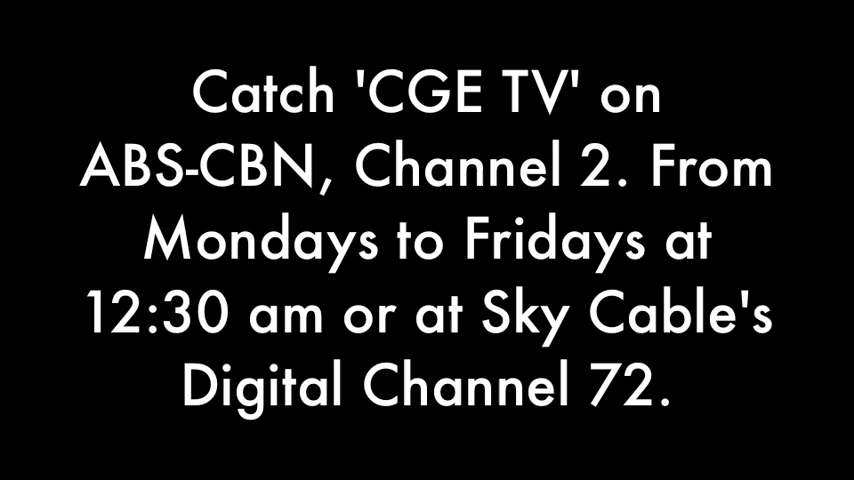 Catch 'CGE TV' on
ABS-CBN, Channel 2. From
Mondays to Fridays at
12:30 am or at Sky Cable's
Digital Channel 72.